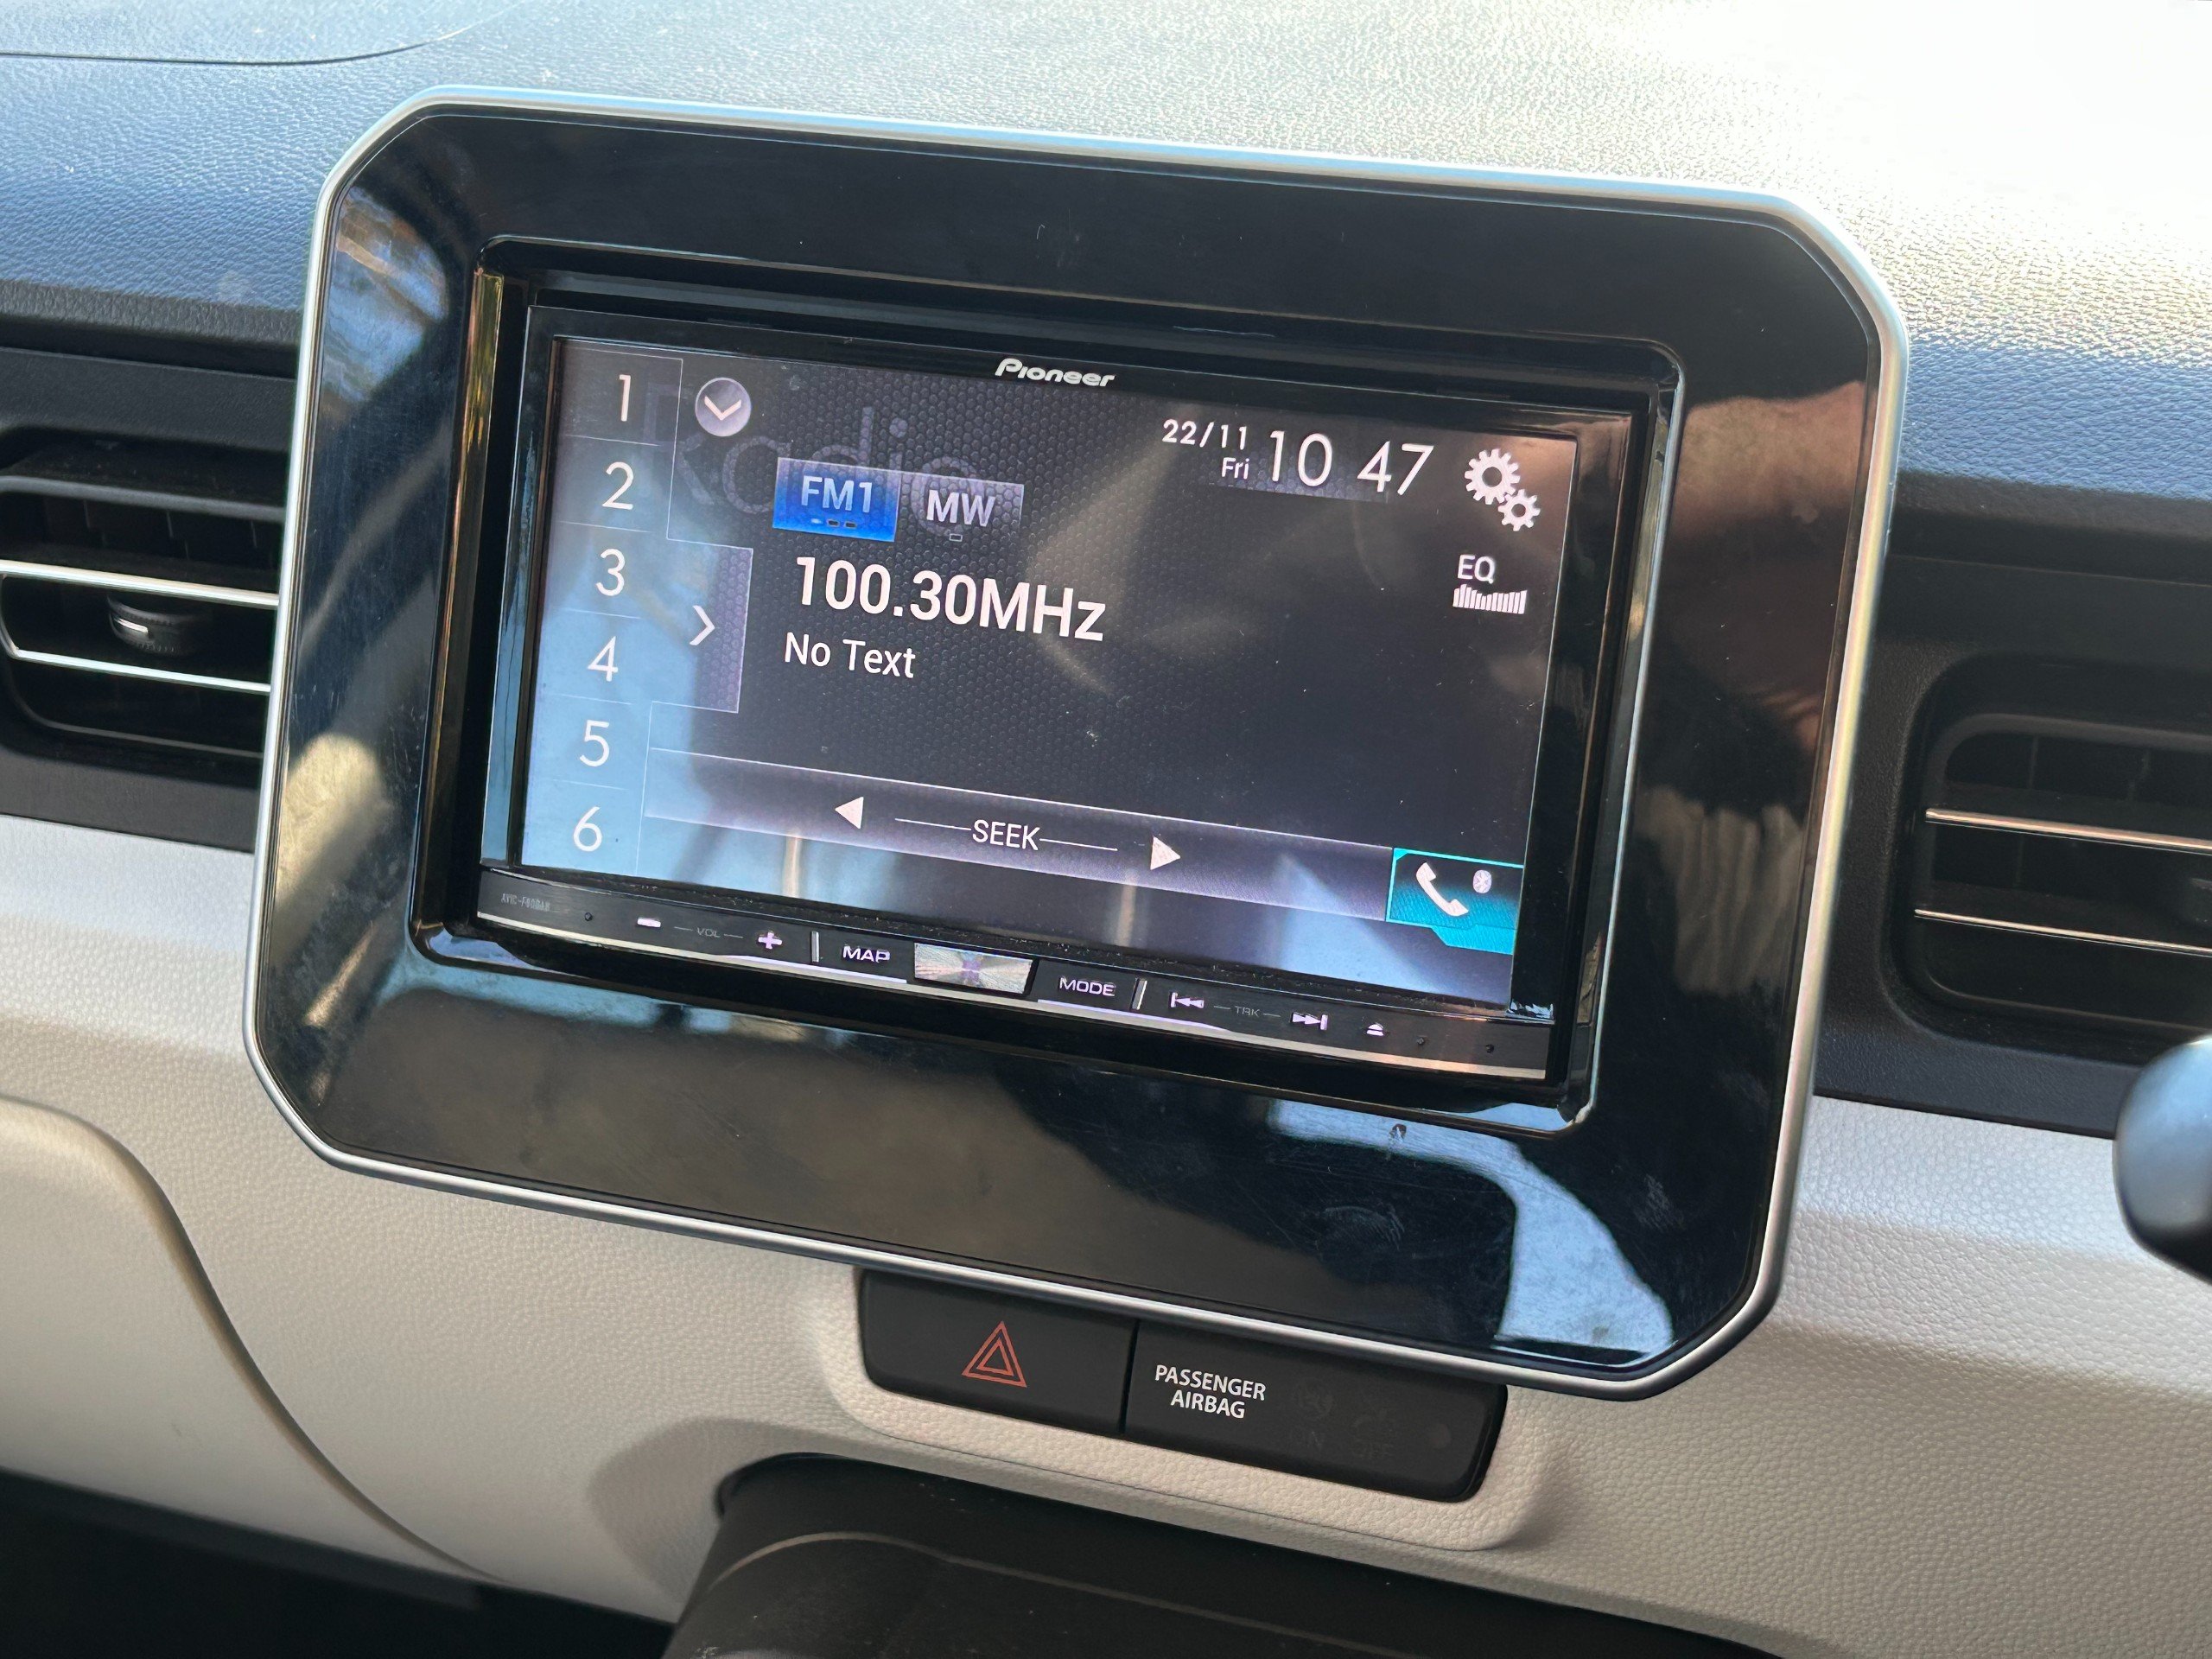 Pioneer
Radio
1
2
3
4
5
6
22/11
Fri
10 47
FM1
MW
EQ
100.30MHz
No Text
SEEK
VOL
MAP
MODE
TRK
PASSENGER
AIRBAG